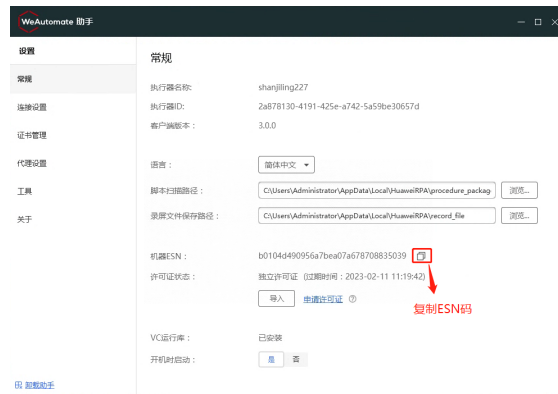 WeAutomate 助手
设置
常规
连接设置
证书管理
代理设置
工具
关于
卸载助手
常规
执行器名称: shanjiling227
执行器ID: 2a878130-4191-425e-a742-5a59be30657d
客户端版本： 3.0.0
语言： 简体中文
脚本扫描路径： C:\Users\Administrator\AppData\Local\HuaweiRPA\procedure_packag 浏览...
录屏文件保存路径： C:\Users\Administrator\AppData\Local\HuaweiRPA\record_file 浏览...
机器ESN： b0104d490956a7bea07a678708835039
许可证状态： 独立许可证 (过期时间：2023-02-11 11:19:42)
导入 申请许可证
复制ESN码
VC运行库： 已安装
开机时启动： 是 否